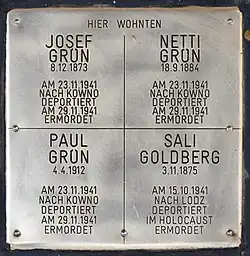 HIER WOHNTEN
JOSEF
GRÜN
8.12.1873
AM 23.11.1941
NACH KOWNO
DEPORTIERT
AM 29.11.1941
ERMORDET
NETTI
GRÜN
18.9.1884
AM 23.11.1941
NACH KOWNO
DEPORTIERT
AM 29.11.1941
ERMORDET
PAUL
GRÜN
4.4.1912
AM 23.11.1941
NACH KOWNO
DEPORTIERT
AM 29.11.1941
ERMORDET
SALI
GOLDBERG
3.11.1875
AM 15.10.1941
NACH LODZ
DEPORTIERT
IM HOLOCAUST
ERMORDET